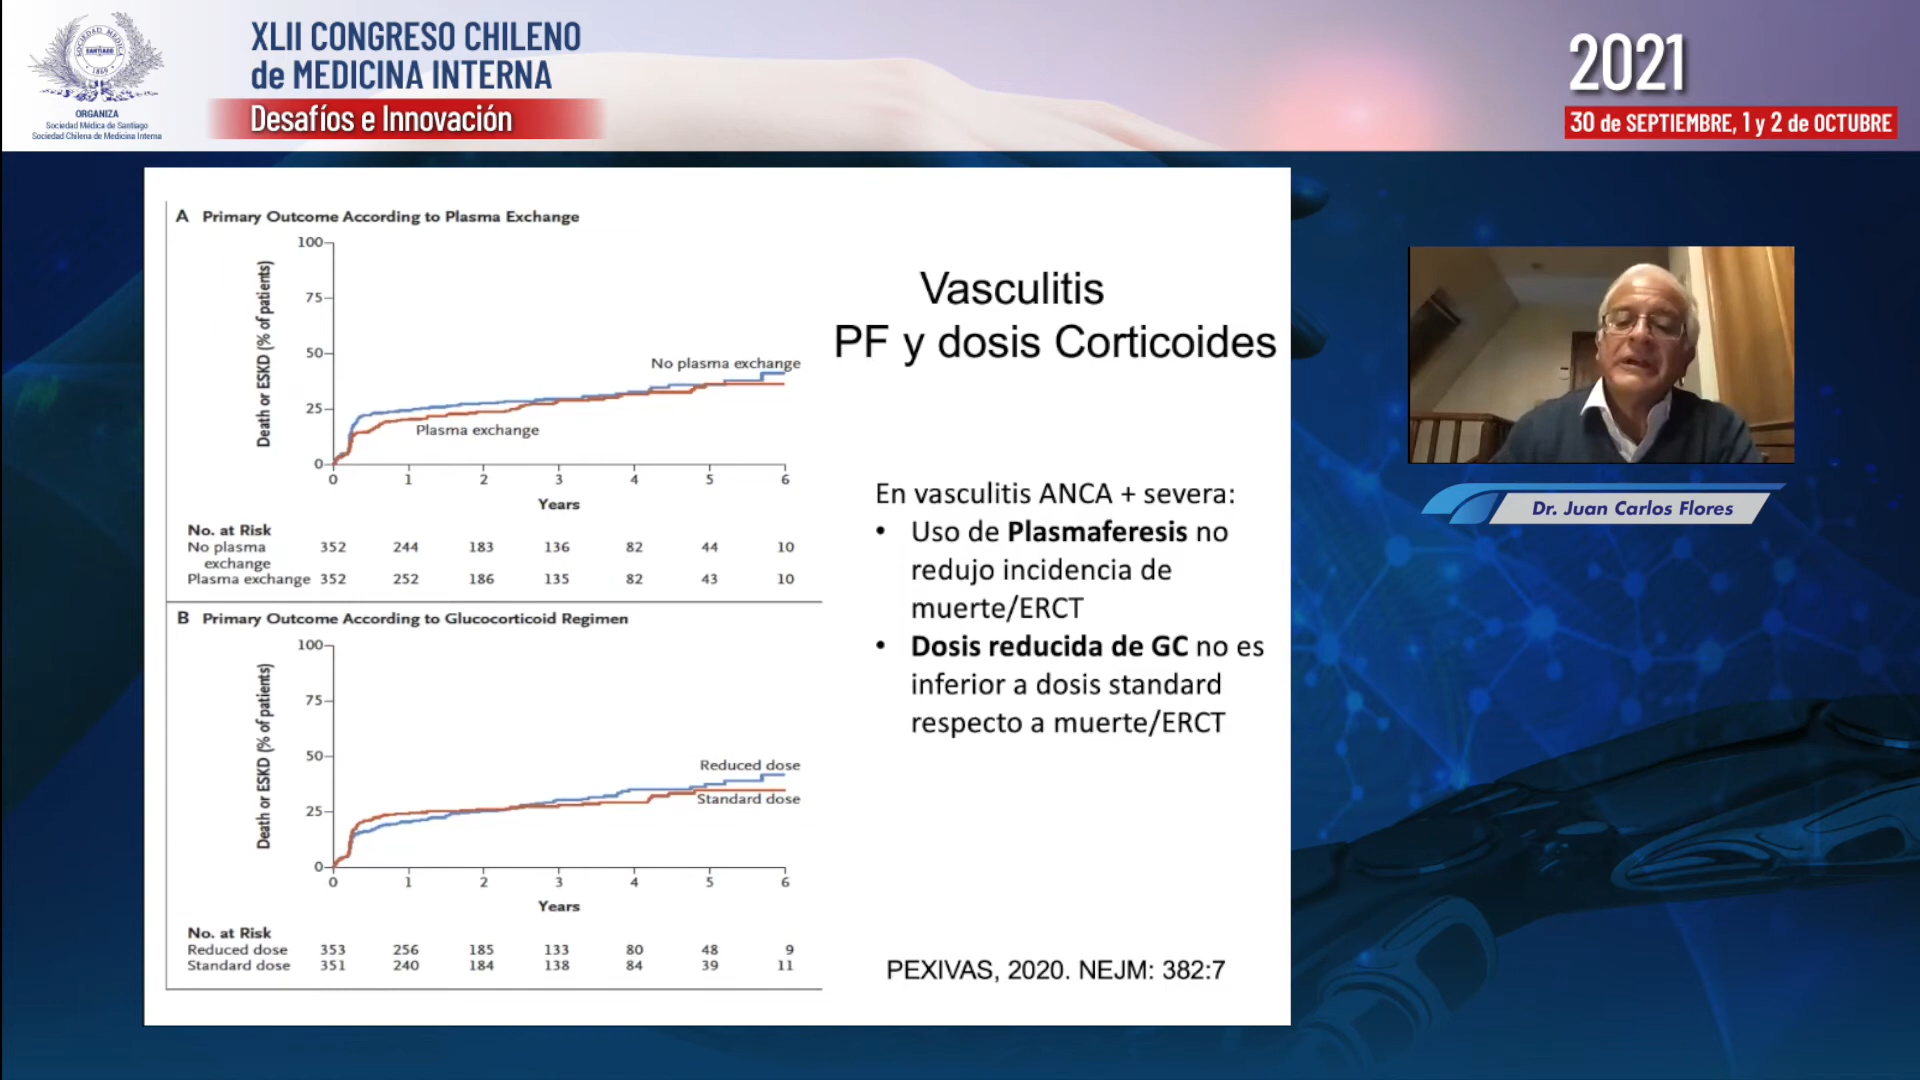 SOCIEDAD MÉDICA
SANTIAGO
1869
ORGANIZA
Sociedad Médica de Santiago
Sociedad Chilena de Medicina Interna
XLII CONGRESO CHILENO
de MEDICINA INTERNA
Desafíos e Innovación
2021
30 de SEPTIEMBRE, 1 y 2 de OCTUBRE
A Primary Outcome According to Plasma Exchange
Death or ESKD (% of patients)
100
75
50
25
0
No plasma exchange
Plasma exchange
0 1 2 3 4 5 6
Years
No. at Risk
No plasma
exchange 352 244 183 136 82 44 10
Plasma exchange 352 252 186 135 82 43 10
B Primary Outcome According to Glucocorticoid Regimen
Death or ESKD (% of patients)
100
75
50
25
0
Reduced dose
Standard dose
0 1 2 3 4 5 6
Years
No. at Risk
Reduced dose 353 256 185 133 80 48 9
Standard dose 351 240 184 138 84 39 11
Vasculitis
PF y dosis Corticoides
En vasculitis ANCA + severa:
• Uso de Plasmaferesis no
redujo incidencia de
muerte/ERCT
• Dosis reducida de GC no es
inferior a dosis standard
respecto a muerte/ERCT
PEXIVAS, 2020. NEJM: 382:7
Dr. Juan Carlos Flores